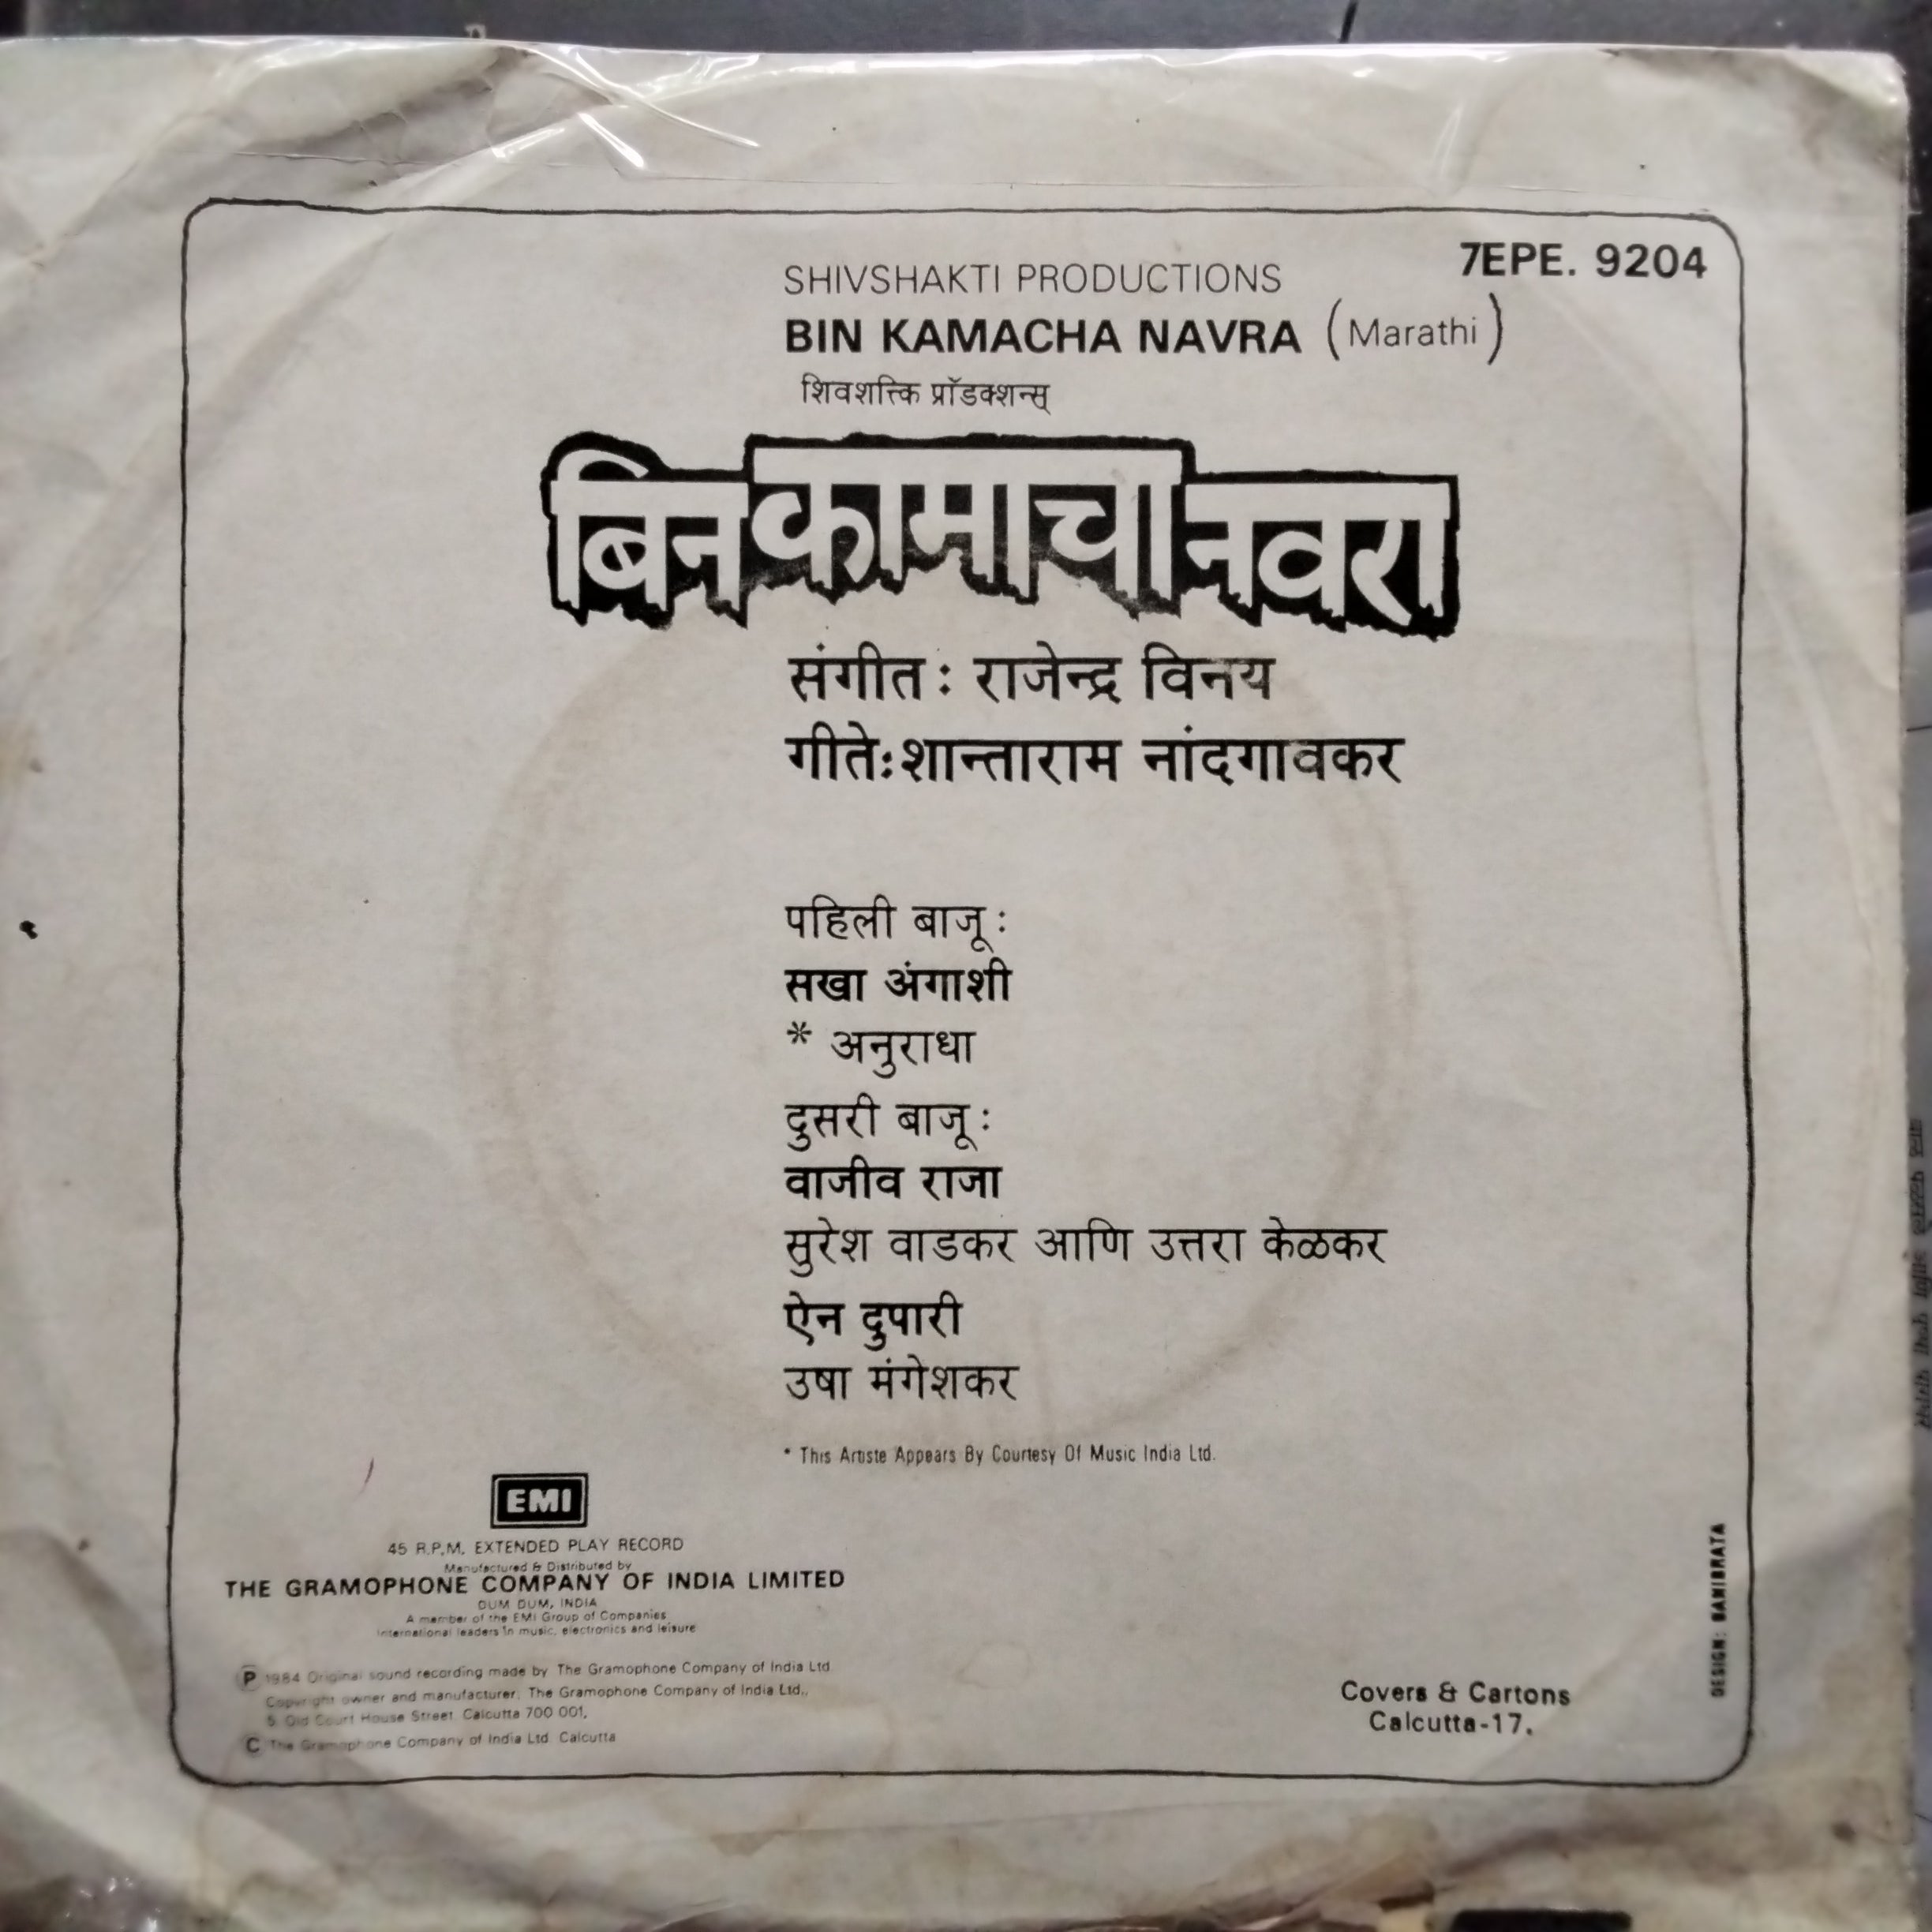 7EPE. 9204
SHIVSHAKTI PRODUCTIONS
BIN KAMACHA NAVRA (Marathi)
शिवशक्ति प्रॉडक्शन्स्
बिन कामाचा नवरा
संगीत: राजेन्द्र विनय
गीते:शान्ताराम नांदगावकर
पहिली बाजू:
सखा अंगाशी
* अनुराधा
दुसरी बाजू:
वाजीव राजा
सुरेश वाडकर आणि उत्तरा केळकर
ऐन दुपारी
उषा मंगेशकर
* This Artiste Appears By Courtesy Of Music India Ltd.
EMI
45 R.P.M. EXTENDED PLAY RECORD
Manufactured & Distributed by
THE GRAMOPHONE COMPANY OF INDIA LIMITED
DUM DUM, INDIA
A member of the EMI Group of Companies
International leaders in music, electronics and leisure
P 1984 Original sound recording made by The Gramophone Company of India Ltd
Copyright owner and manufacturer: The Gramophone Company of India Ltd.,
5, Old Court House Street Calcutta 700 001.
C The Gramophone Company of India Ltd Calcutta
Covers & Cartons
Calcutta-17.
DESIGN: BANIBRATA